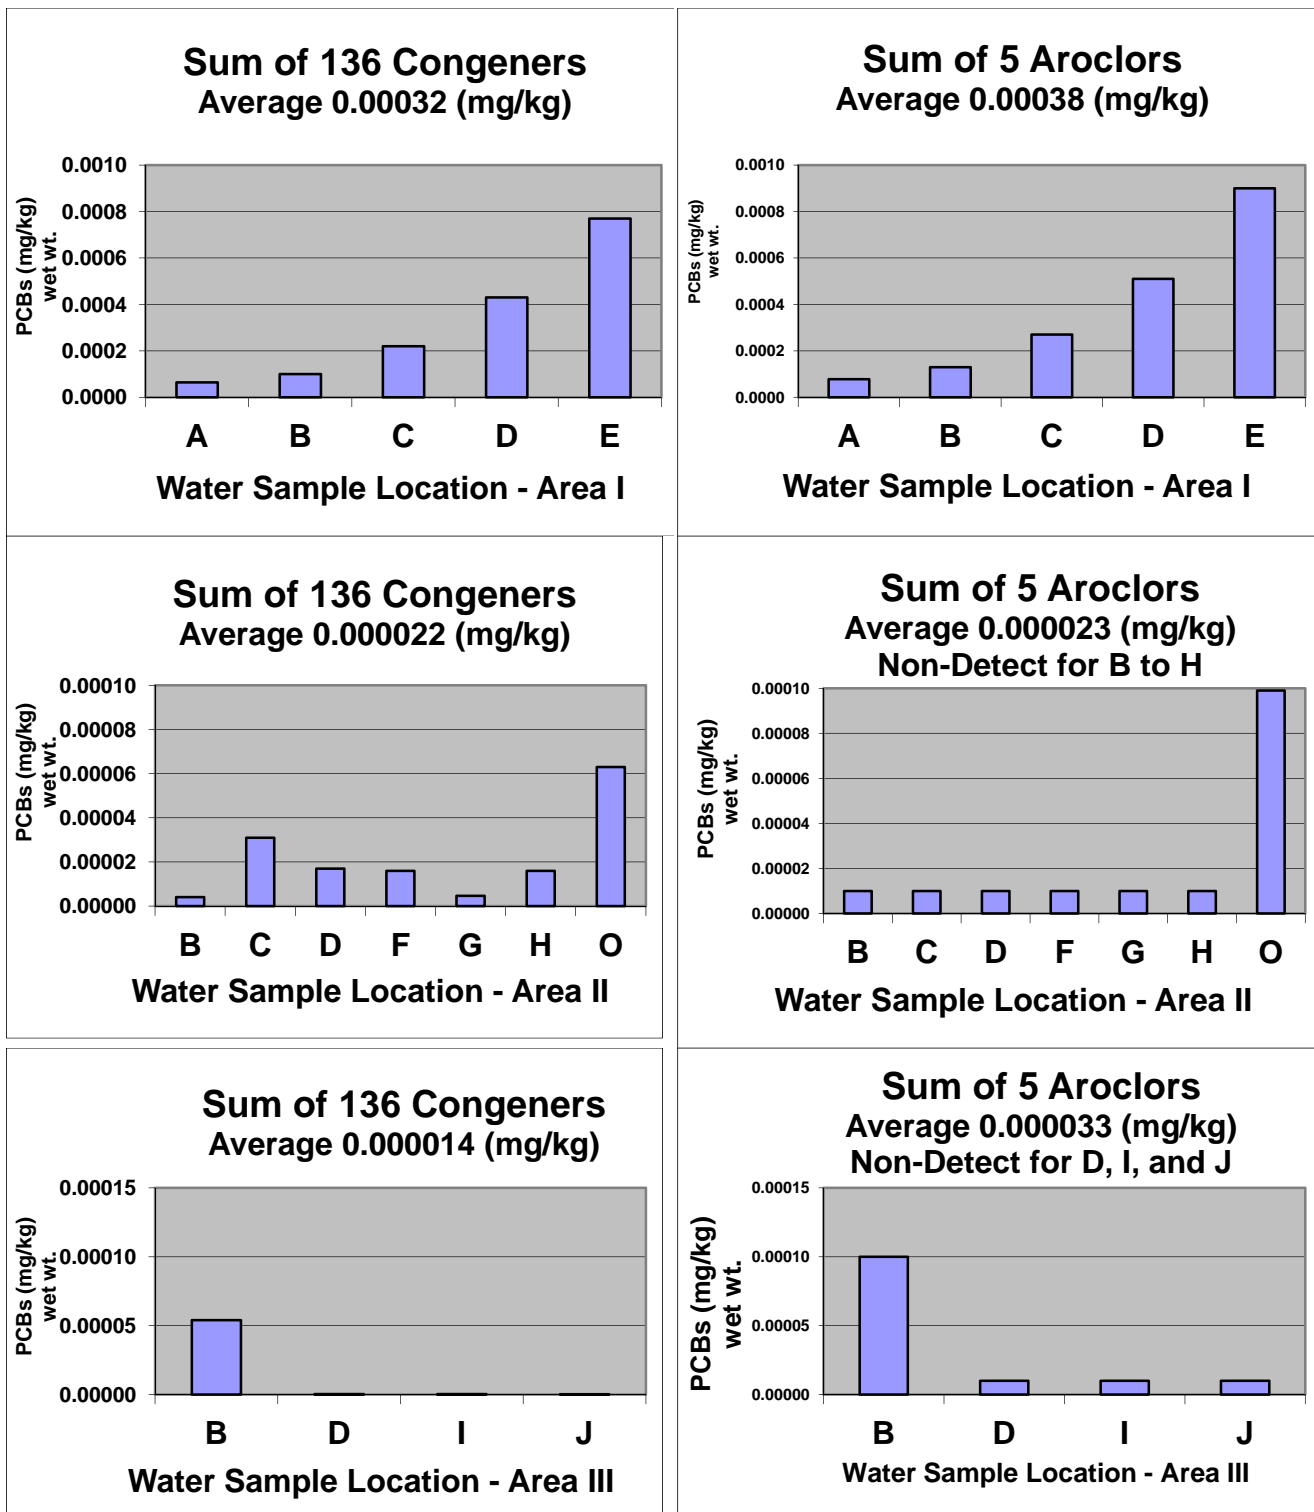 Sum of 136 Congeners
Average 0.00032 (mg/kg)
PCBs (mg/kg)
wet wt.
0.0010
0.0008
0.0006
0.0004
0.0002
0.0000
A B C D E
Water Sample Location - Area I
Sum of 5 Aroclors
Average 0.00038 (mg/kg)
PCBs (mg/kg)
wet wt.
0.0010
0.0008
0.0006
0.0004
0.0002
0.0000
A B C D E
Water Sample Location - Area I
Sum of 136 Congeners
Average 0.000022 (mg/kg)
PCBs (mg/kg)
wet wt.
0.00010
0.00008
0.00006
0.00004
0.00002
0.00000
B C D F G H O
Water Sample Location - Area II
Sum of 5 Aroclors
Average 0.000023 (mg/kg)
Non-Detect for B to H
PCBs (mg/kg)
wet wt.
0.00010
0.00008
0.00006
0.00004
0.00002
0.00000
B C D F G H O
Water Sample Location - Area II
Sum of 136 Congeners
Average 0.000014 (mg/kg)
PCBs (mg/kg)
wet wt.
0.00015
0.00010
0.00005
0.00000
B D I J
Water Sample Location - Area III
Sum of 5 Aroclors
Average 0.000033 (mg/kg)
Non-Detect for D, I, and J
PCBs (mg/kg)
wet wt.
0.00015
0.00010
0.00005
0.00000
B D I J
Water Sample Location - Area III